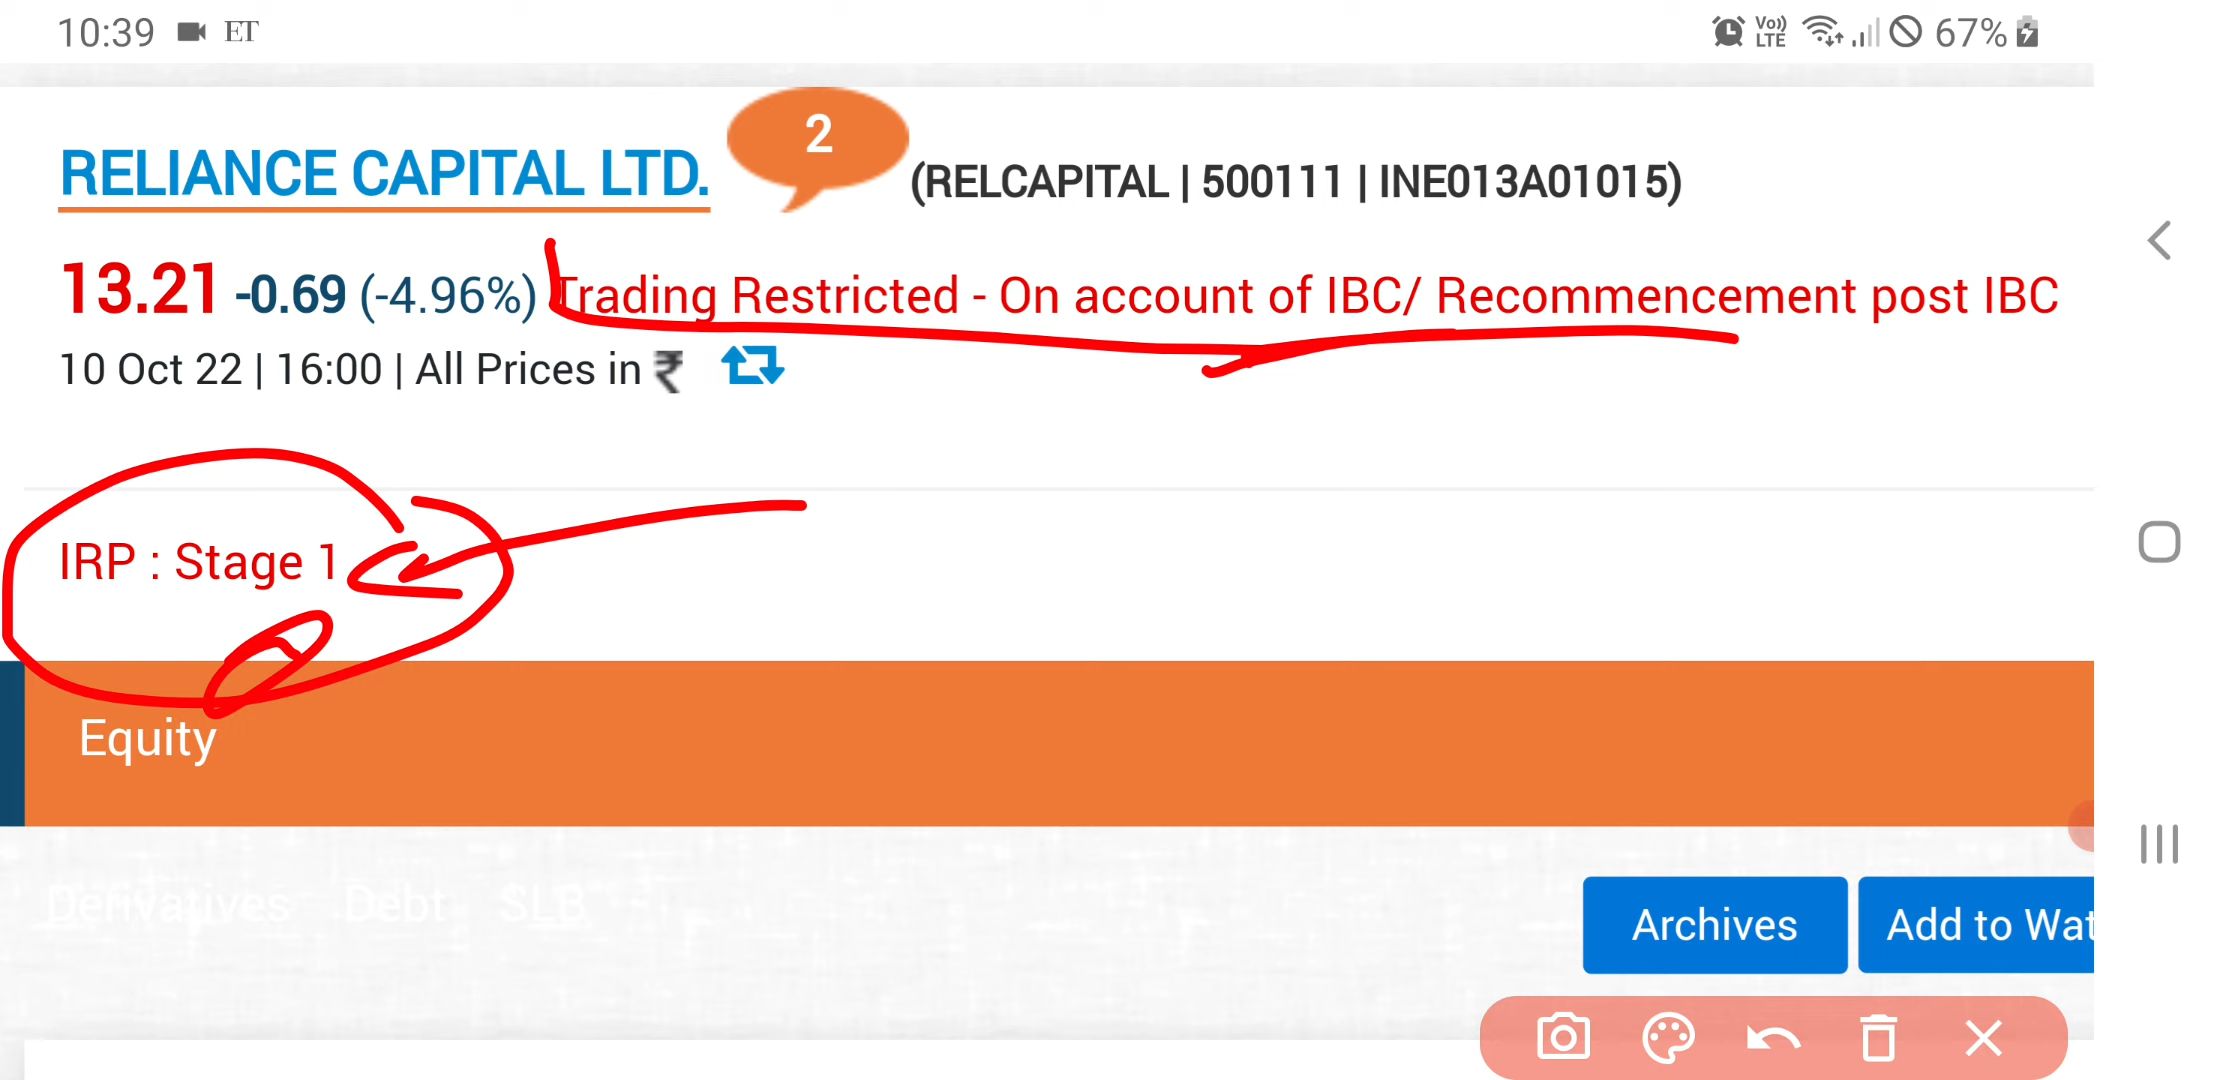 10:39 ET Vo)) LTE 67%
2
RELIANCE CAPITAL LTD. (RELCAPITAL | 500111 | INE013A01015)
13.21 -0.69 (-4.96%) Trading Restricted - On account of IBC/ Recommencement post IBC
10 Oct 22 | 16:00 | All Prices in ₹
IRP : Stage 1
Equity
Derivatives Debt SLB
Archives Add to Wat